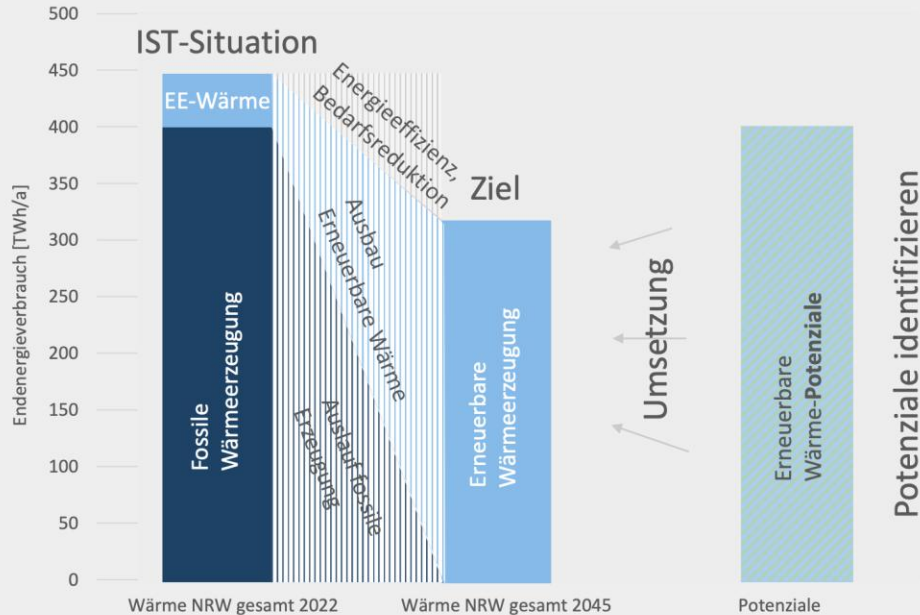 500
450
400
350
300
250
200
150
100
50
0
Endenergieverbrauch [TWh/a]
IST-Situation
EE-Wärme
Fossile
Wärmeerzeugung
Energieeffizienz,
Bedarfsreduktion
Ausbau
Erneuerbare Wärme
Auslauf fossile
Erzeugung
Ziel
Erneuerbare
Wärmeerzeugung
Umsetzung
Erneuerbare
Wärme-Potenziale
Potenziale identifizieren
Wärme NRW gesamt 2022
Wärme NRW gesamt 2045
Potenziale